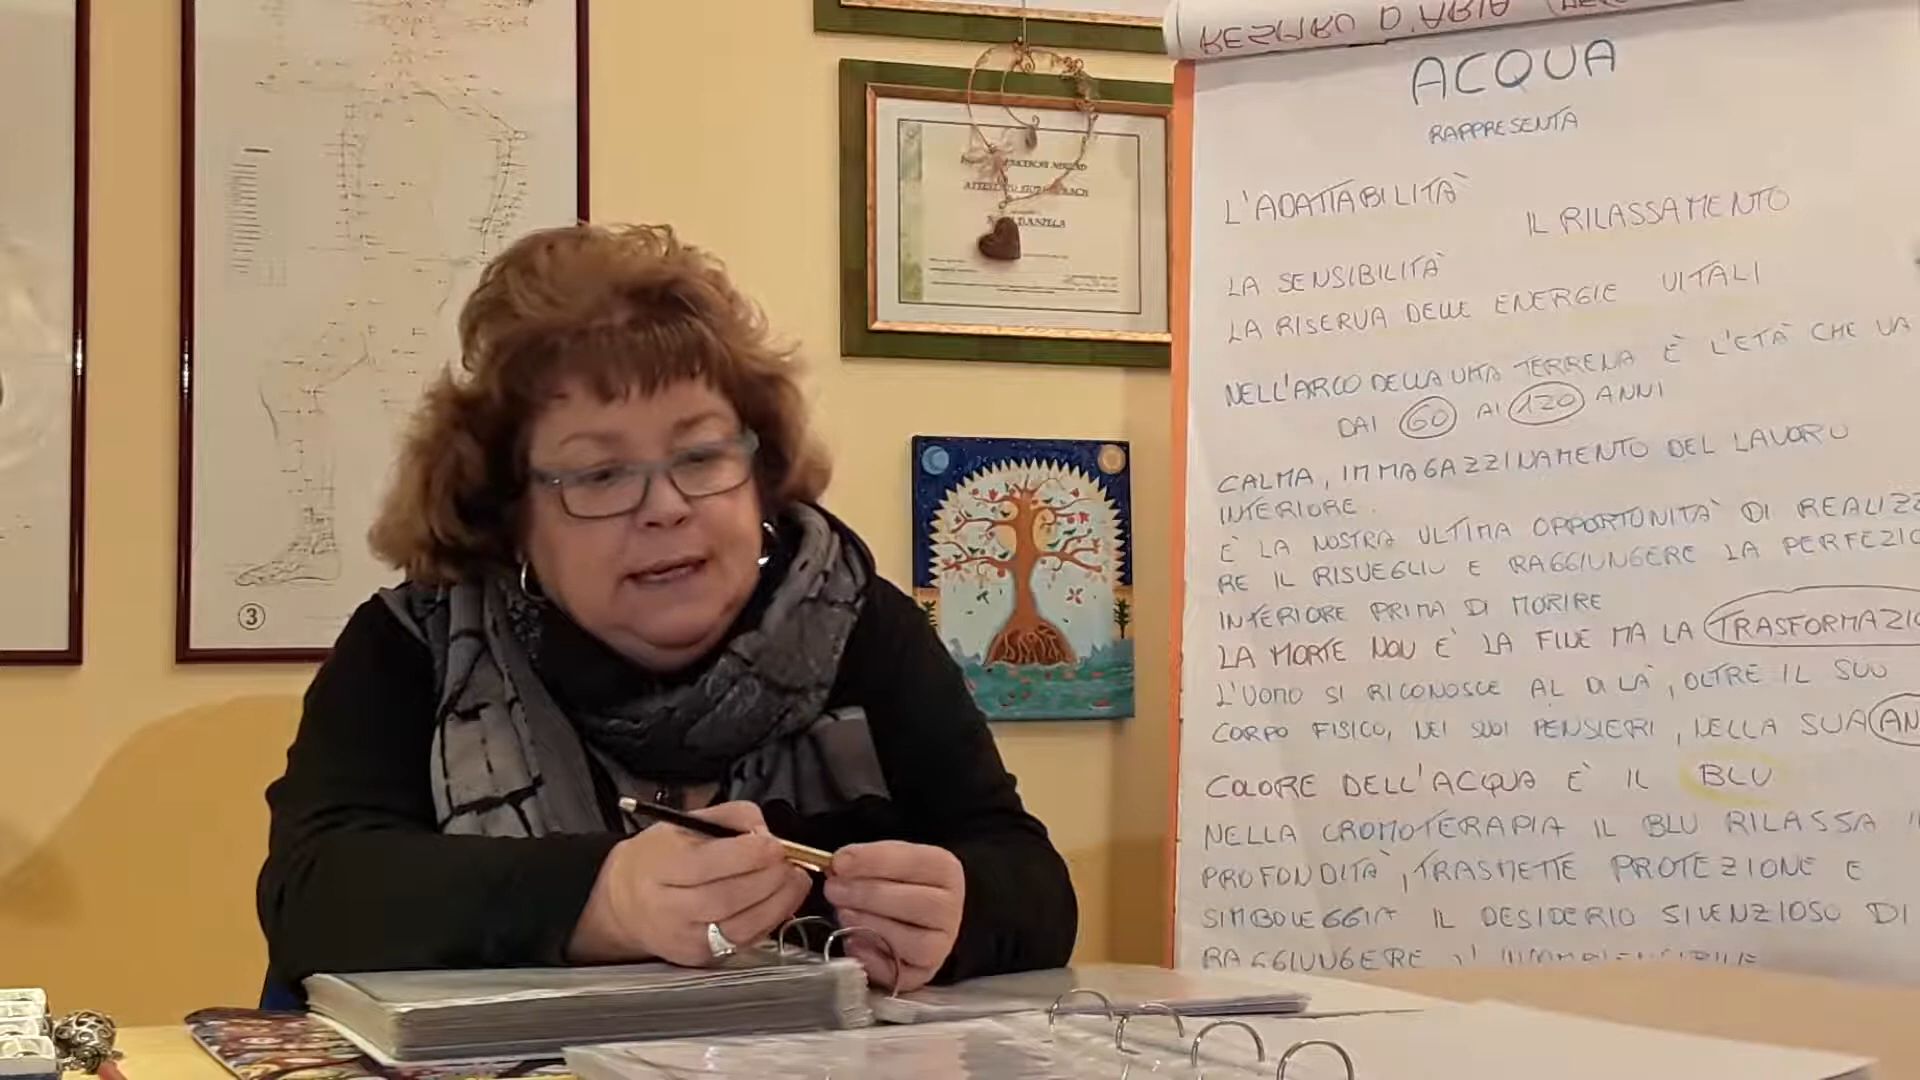 ACQUA
RAPPRESENTA
L'ADATTABILITÀ
IL RILASSAMENTO
LA SENSIBILITÀ
LA RISERVA DELLE ENERGIE VITALI
NELL'ARCO DELLA VITA TERRENA È L'ETÀ CHE VA
DAI 60 AI 120 ANNI
CALMA, IMMAGAZZINAMENTO DEL LAVORO
INTERIORE.
È LA NOSTRA ULTIMA OPPORTUNITÀ DI REALIZZ
RE IL RISVEGLIO E RAGGIUNGERE LA PERFEZIO
INTERIORE PRIMA DI MORIRE
LA MORTE NON È LA FINE MA LA TRASFORMAZIO
L'UOMO SI RICONOSCE AL DI LÀ, OLTRE IL SUO
CORPO FISICO, NEI SUOI PENSIERI, NELLA SUA AN
COLORE DELL'ACQUA È IL BLU
NELLA CROMOTERAPIA IL BLU RILASSA I
PROFONDITÀ, TRASMETTE PROTEZIONE E
SIMBOLEGGIA IL DESIDERIO SILENZIOSO DI
RAGGIUNGERE
3